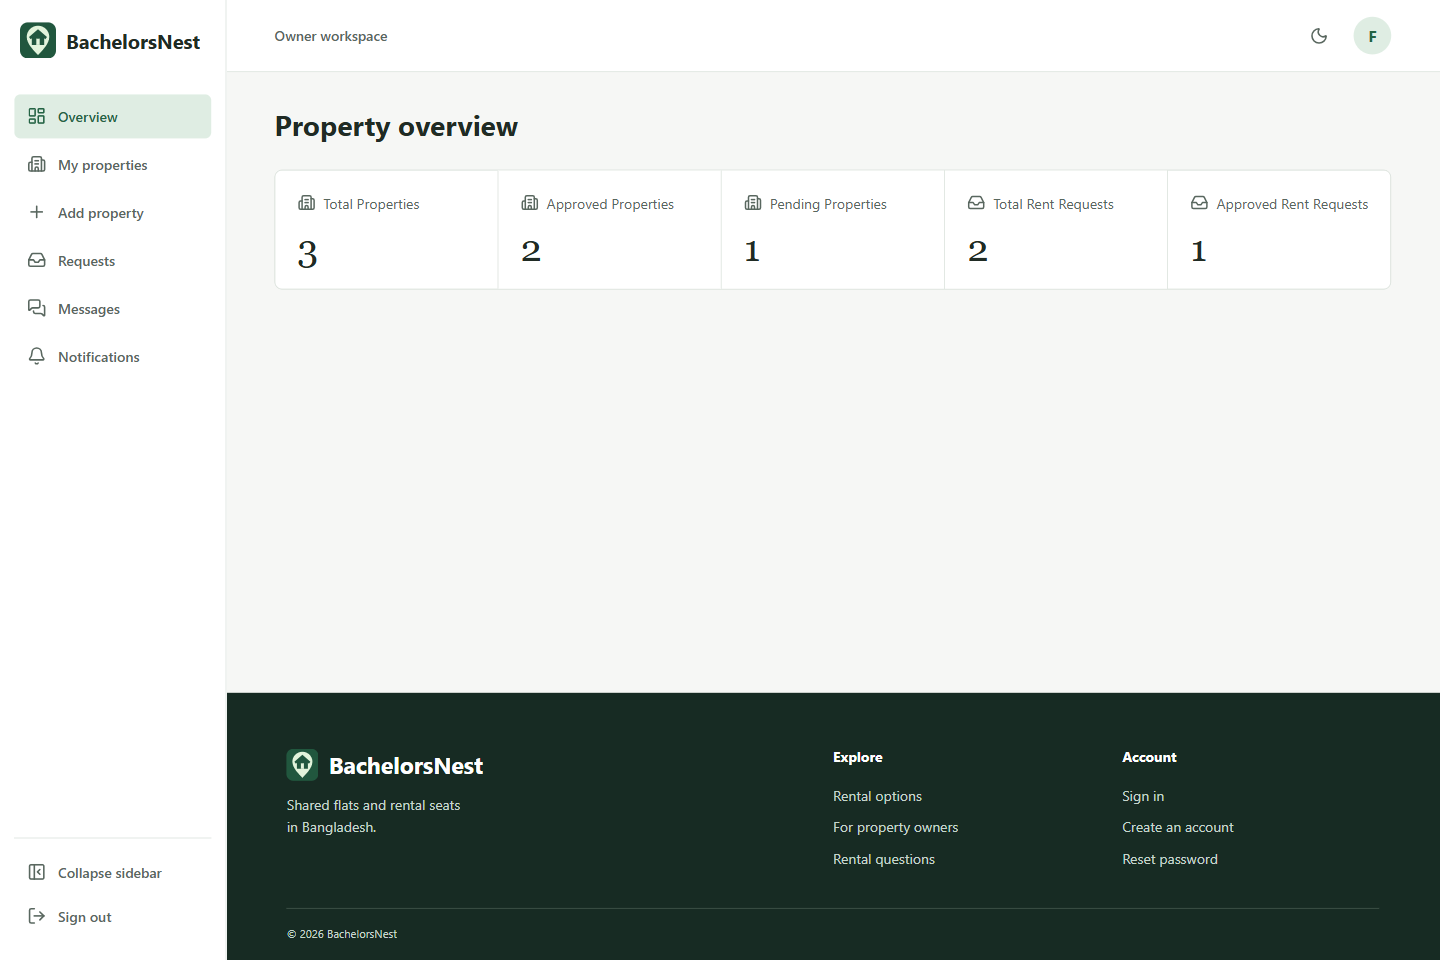 BachelorsNest
Owner workspace
F
Overview
My properties
Add property
Requests
Messages
Notifications
Collapse sidebar
Sign out
Property overview
Total Properties
3
Approved Properties
2
Pending Properties
1
Total Rent Requests
2
Approved Rent Requests
1
BachelorsNest
Shared flats and rental seats
in Bangladesh.
Explore
Rental options
For property owners
Rental questions
Account
Sign in
Create an account
Reset password
© 2026 BachelorsNest